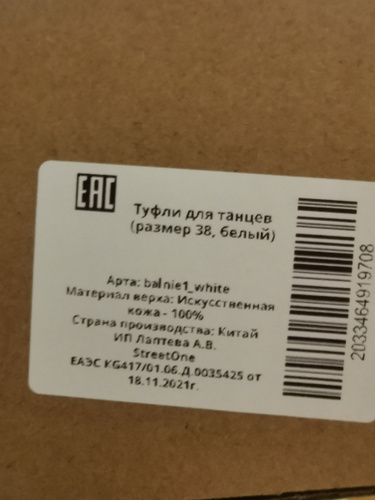 EAC
Туфли для танцев
(размер 38, белый)
Арта: balnie1_white
Материал верха: Искусственная
кожа - 100%
Страна производства: Китай
ИП Лаптева А.В.
StreetOne
ЕАЭС KG417/01.06.Д.0035425 от
18.11.2021г.
2033464919708